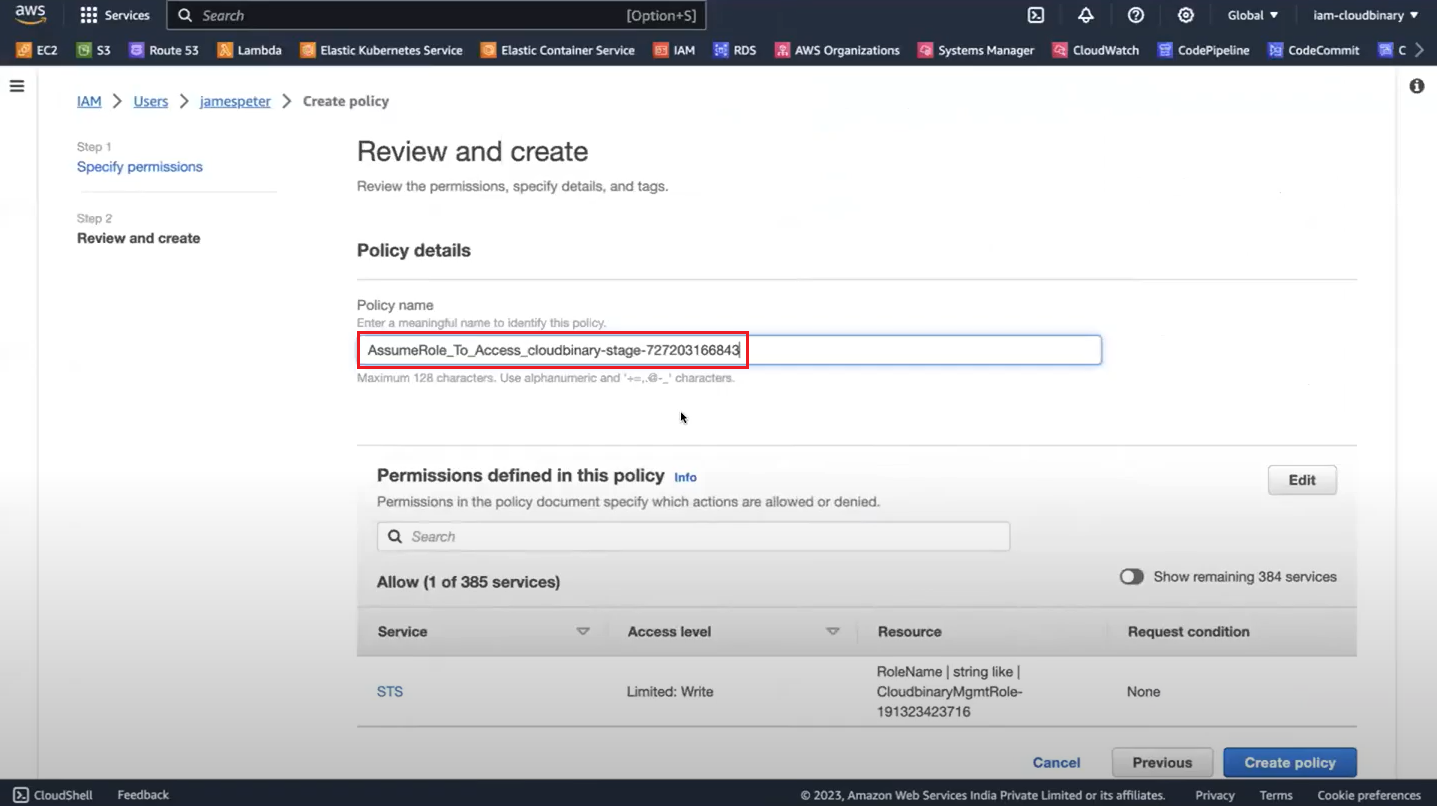 aws
Services
Search
[Option+S]
Global
iam-cloudbinary
EC2
S3
Route 53
Lambda
Elastic Kubernetes Service
Elastic Container Service
IAM
RDS
AWS Organizations
Systems Manager
CloudWatch
CodePipeline
CodeCommit
C
IAM > Users > jamespeter > Create policy
Step 1
Specify permissions
Step 2
Review and create
Review and create
Review the permissions, specify details, and tags.
Policy details
Policy name
Enter a meaningful name to identify this policy.
AssumeRole_To_Access_cloudbinary-stage-727203166843
Maximum 128 characters. Use alphanumeric and '+=,.@-_' characters.
Permissions defined in this policy Info
Permissions in the policy document specify which actions are allowed or denied.
Edit
Search
Allow (1 of 385 services)
Show remaining 384 services
Service
Access level
Resource
Request condition
STS
Limited: Write
RoleName | string like |
CloudbinaryMgmtRole-
191323423716
None
Cancel
Previous
Create policy
CloudShell
Feedback
© 2023, Amazon Web Services India Private Limited or its affiliates.
Privacy
Terms
Cookie preferences